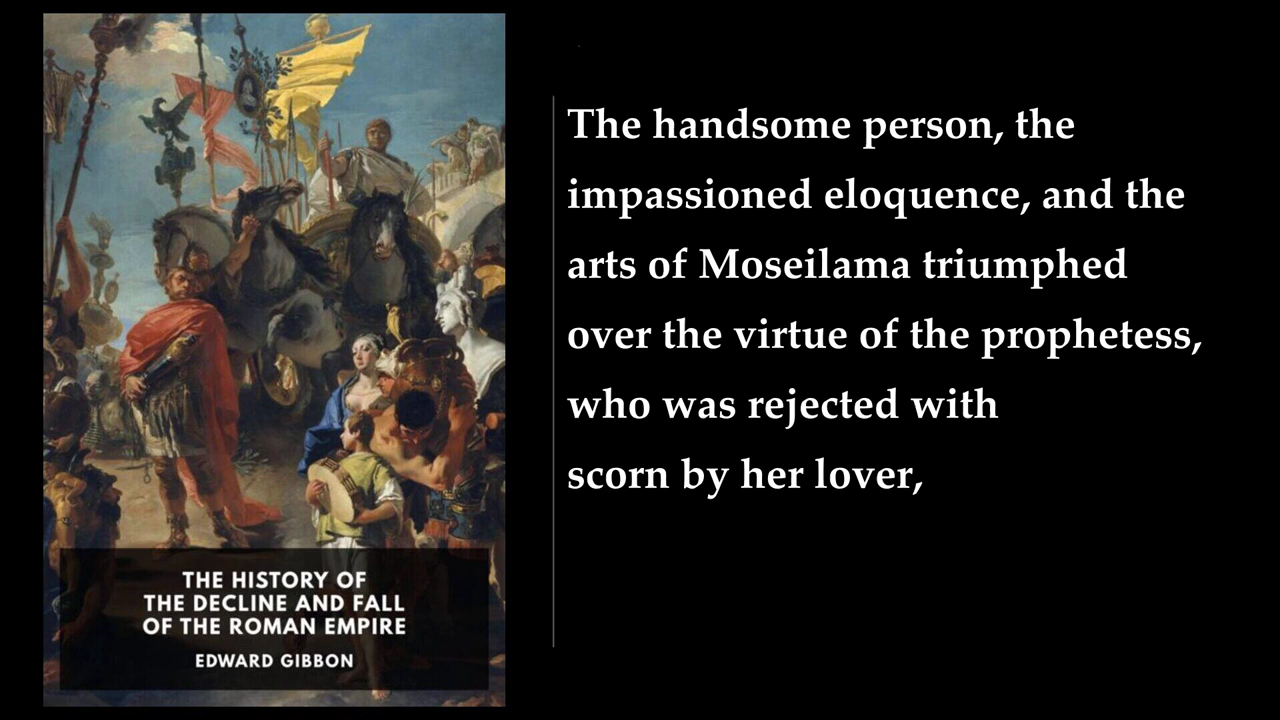 THE HISTORY OF
THE DECLINE AND FALL
OF THE ROMAN EMPIRE
EDWARD GIBBON
The handsome person, the
impassioned eloquence, and the
arts of Moseilama triumphed
over the virtue of the prophetess,
who was rejected with
scorn by her lover,